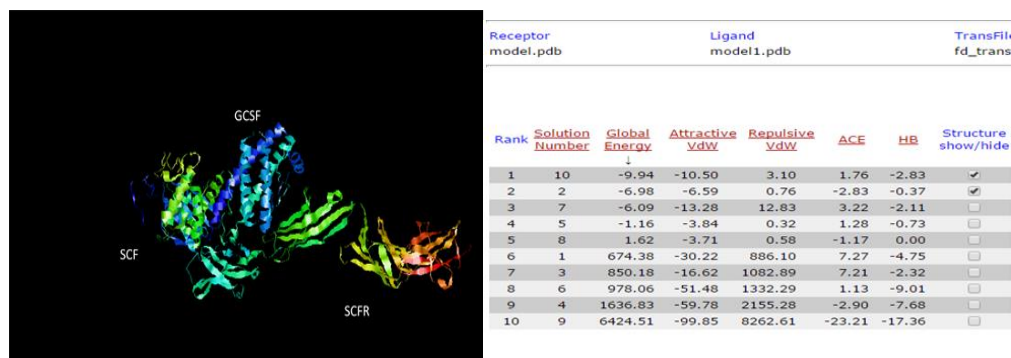 GCSF
SCF
SCFR
Receptor Ligand TransFile
model.pdb model1.pdb fd_trans
Rank Solution Number Global Energy Attractive VdW Repulsive VdW ACE HB Structure show/hide
↓
1 10 -9.94 -10.50 3.10 1.76 -2.83
2 2 -6.98 -6.59 0.76 -2.83 -0.37
3 7 -6.09 -13.28 12.83 3.22 -2.11
4 5 -1.16 -3.84 0.32 1.28 -0.73
5 8 1.62 -3.71 0.58 -1.17 0.00
6 1 674.38 -30.22 886.10 7.27 -4.75
7 3 850.18 -16.62 1082.89 7.21 -2.32
8 6 978.06 -51.48 1332.29 1.13 -9.01
9 4 1636.83 -59.78 2155.28 -2.90 -7.68
10 9 6424.51 -99.85 8262.61 -23.21 -17.36